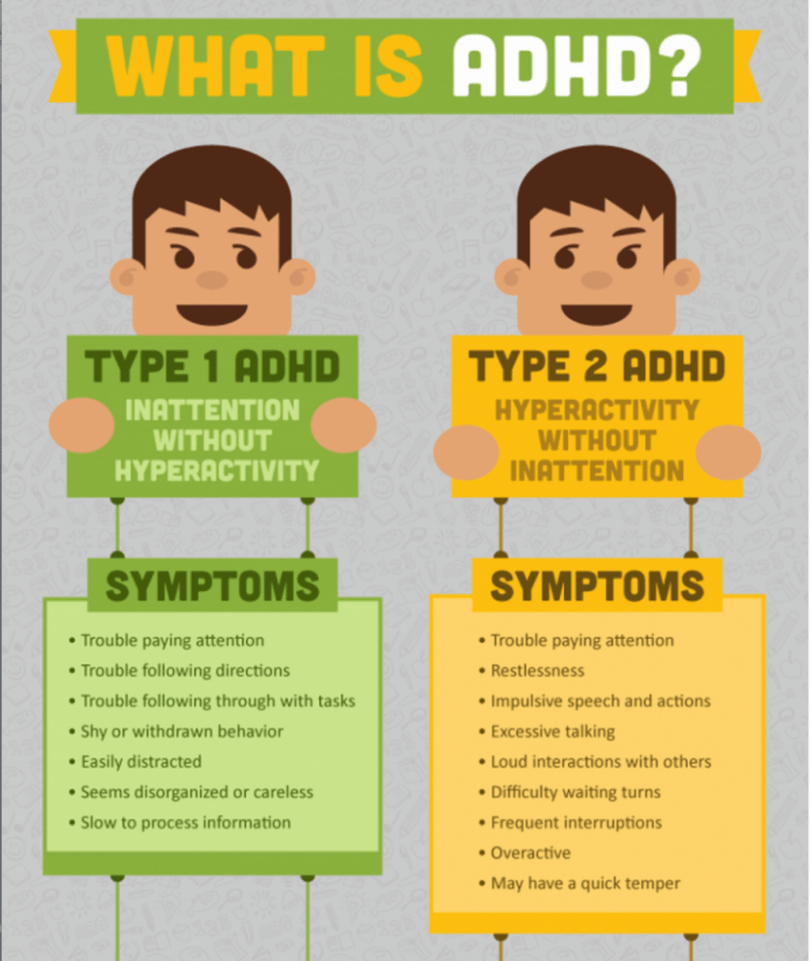 WHAT IS ADHD?
TYPE 1 ADHD
INATTENTION
WITHOUT
HYPERACTIVITY
SYMPTOMS
• Trouble paying attention
• Trouble following directions
• Trouble following through with tasks
• Shy or withdrawn behavior
• Easily distracted
• Seems disorganized or careless
• Slow to process information
TYPE 2 ADHD
HYPERACTIVITY
WITHOUT
INATTENTION
SYMPTOMS
• Trouble paying attention
• Restlessness
• Impulsive speech and actions
• Excessive talking
• Loud interactions with others
• Difficulty waiting turns
• Frequent interruptions
• Overactive
• May have a quick temper